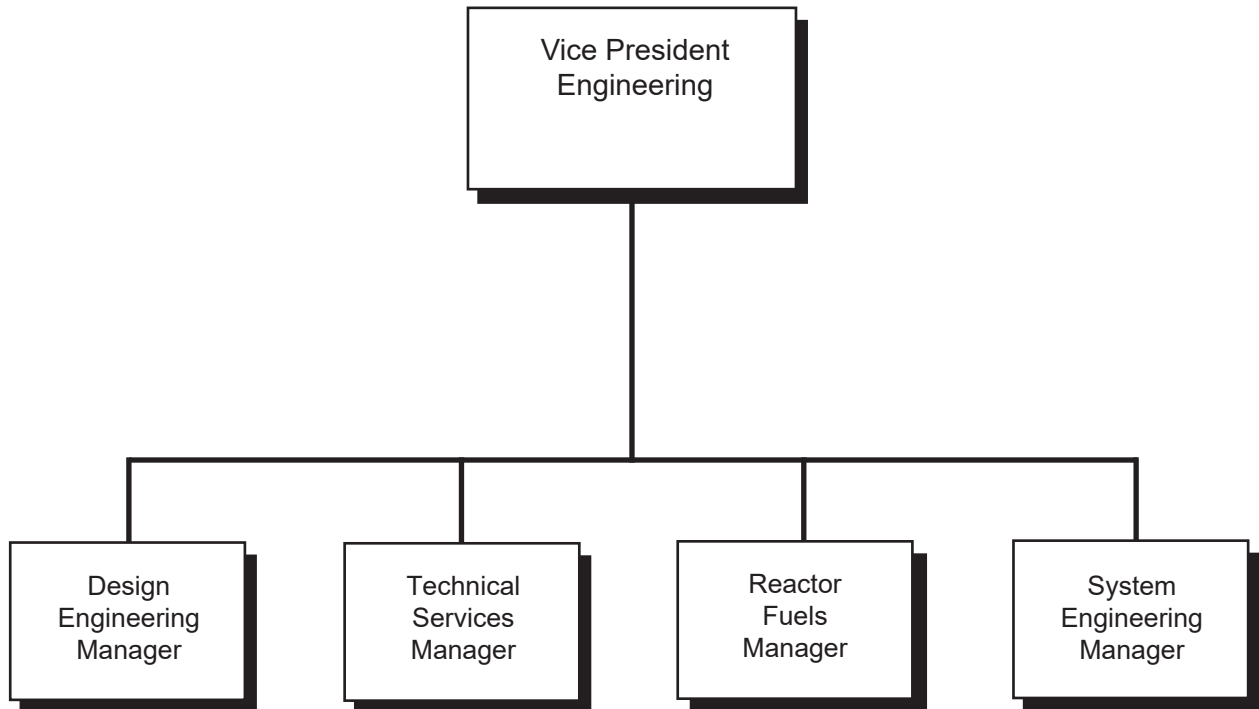 Vice President
Engineering
Design
Engineering
Manager
Technical
Services
Manager
Reactor
Fuels
Manager
System
Engineering
Manager